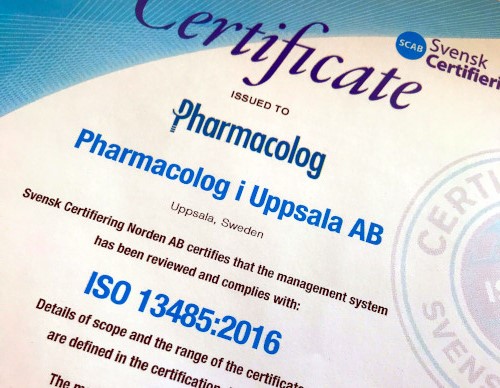 Certificate
SCAB
Svensk
ISSUED TO
Pharmacolog
Pharmacolog i Uppsala AB
Uppsala, Sweden
Svensk Certifiering Norden AB certifies that the management system
has been reviewed and complies with:
ISO 13485:2016
Details of scope and the range of the certificate
are defined in the certification
The